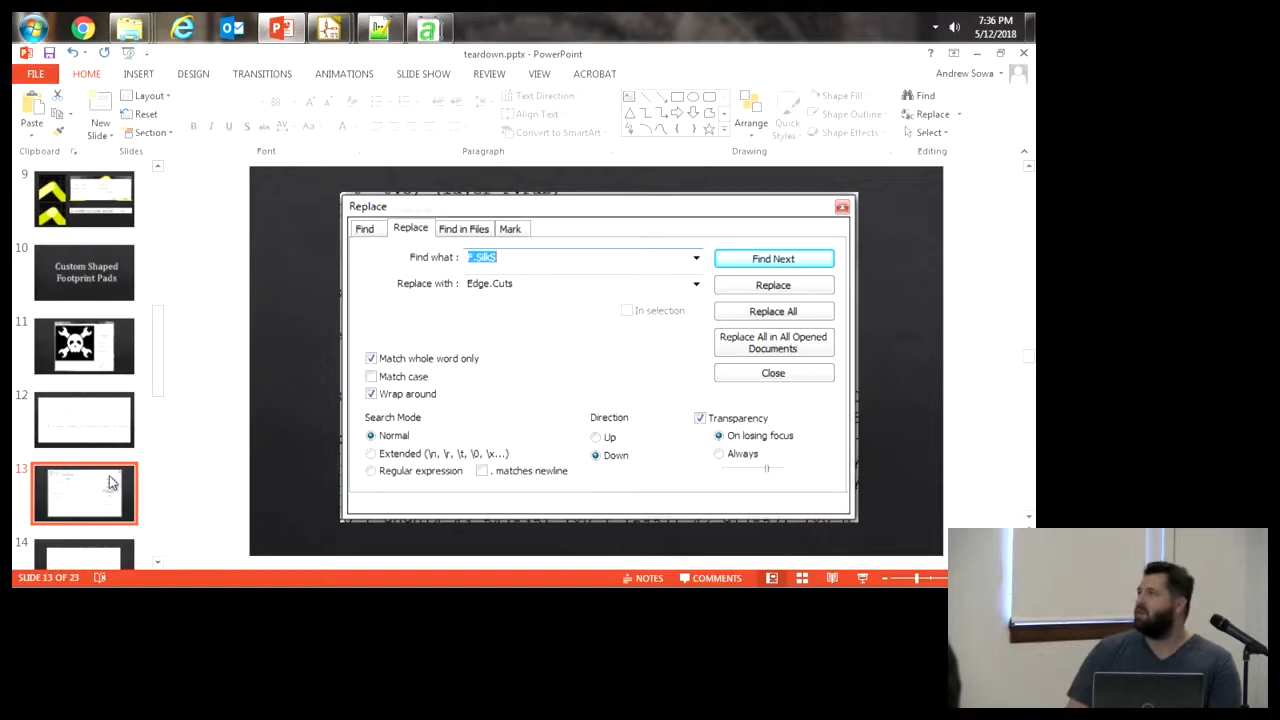 7:36 PM
5/12/2018
teardown.pptx - PowerPoint
?
FILE
HOME
INSERT
DESIGN
TRANSITIONS
ANIMATIONS
SLIDE SHOW
REVIEW
VIEW
ACROBAT
Andrew Sowa
Paste
New
Slide
Layout
Reset
Section
Text Direction
Align Text
Convert to SmartArt
Arrange
Quick
Styles
Shape Fill
Shape Outline
Shape Effects
Find
Replace
Select
Clipboard
Slides
Font
Paragraph
Drawing
Editing
9
10
Custom Shaped
Footprint Pads
11
12
13
14
Replace
Find
Replace
Find in Files
Mark
Find what :
F.SilkS
Find Next
Replace with :
Edge.Cuts
Replace
In selection
Replace All
Replace All in All Opened
Documents
Close
Match whole word only
Match case
Wrap around
Search Mode
Normal
Extended (\n, \r, \t, \0, \x...)
Regular expression
. matches newline
Direction
Up
Down
Transparency
On losing focus
Always
SLIDE 13 OF 23
NOTES
COMMENTS